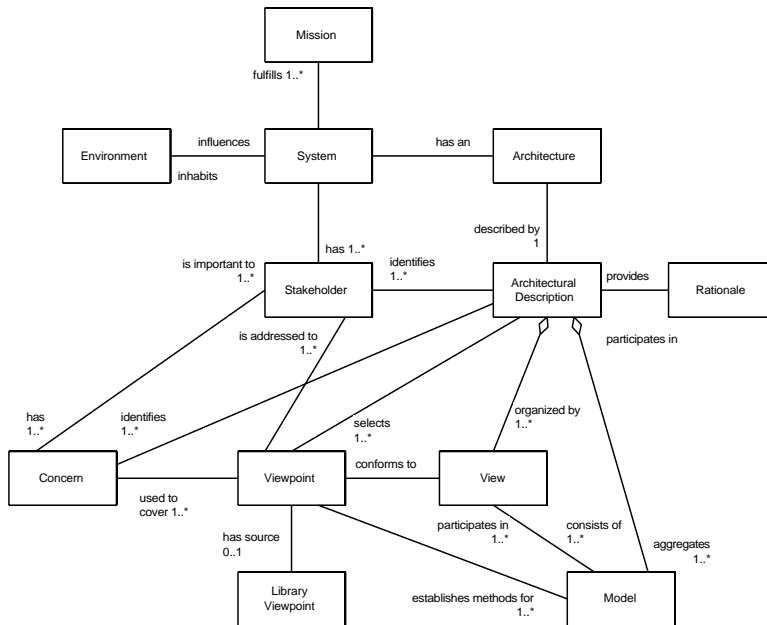 Mission
fulfills 1..*
Environment
influences
inhabits
System
has an
Architecture
described by
1
has 1..*
is important to
1..*
Stakeholder
identifies
1..*
Architectural
Description
provides
Rationale
is addressed to
1..*
participates in
has
1..*
identifies
1..*
selects
1..*
organized by
1..*
Concern
used to
cover 1..*
Viewpoint
conforms to
View
has source
0..1
participates in
1..*
consists of
1..*
aggregates
1..*
Library
Viewpoint
establishes methods for
1..*
Model